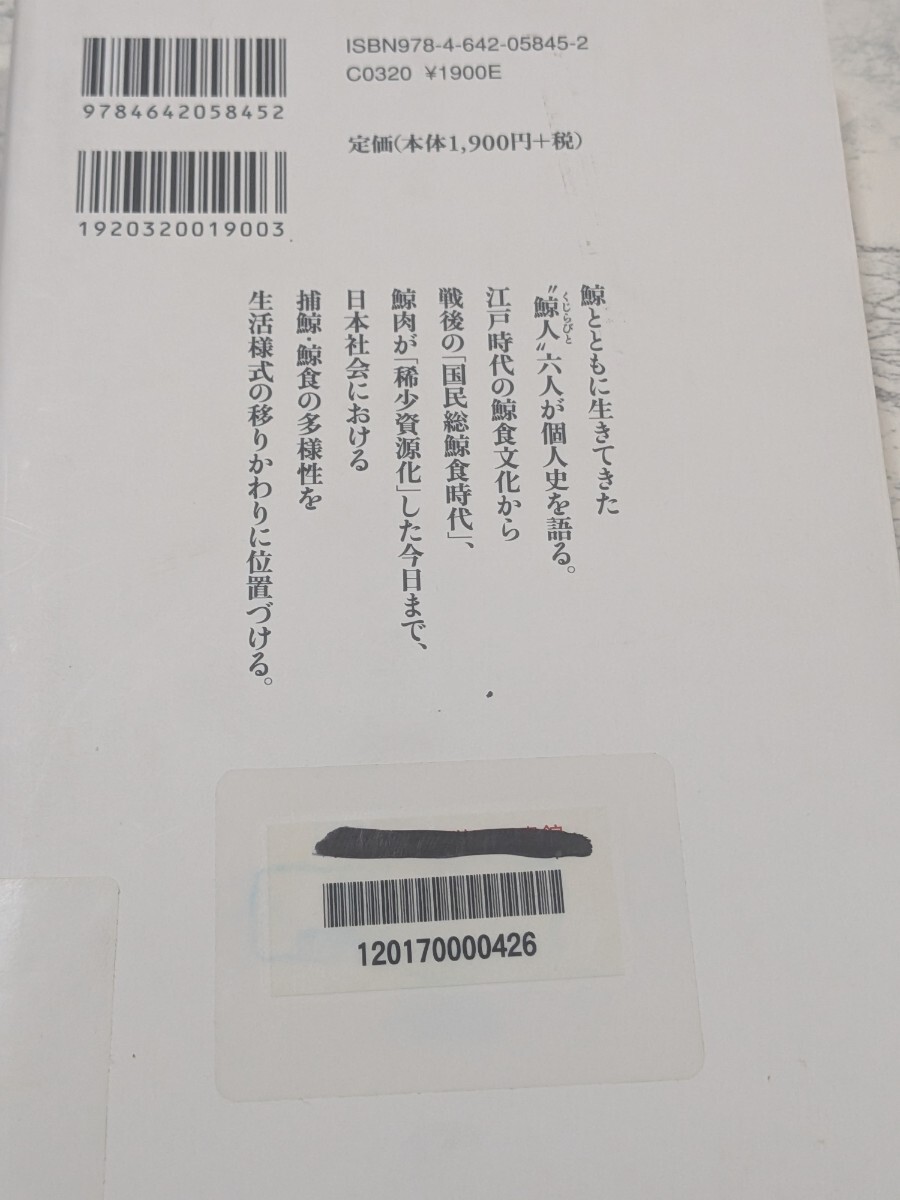 ISBN978-4-642-05845-2
C0320 ¥1900E
9784642058452
定価(本体1,900円+税)
1920320019003
鯨とともに生きてきた
〝鯨人〟六人が個人史を語る。
くじらびと
江戸時代の鯨食文化から
戦後の「国民総鯨食時代」、
鯨肉が「稀少資源化」した今日まで、
日本社会における
捕鯨・鯨食の多様性を
生活様式の移りかわりに位置づける。
120170000426